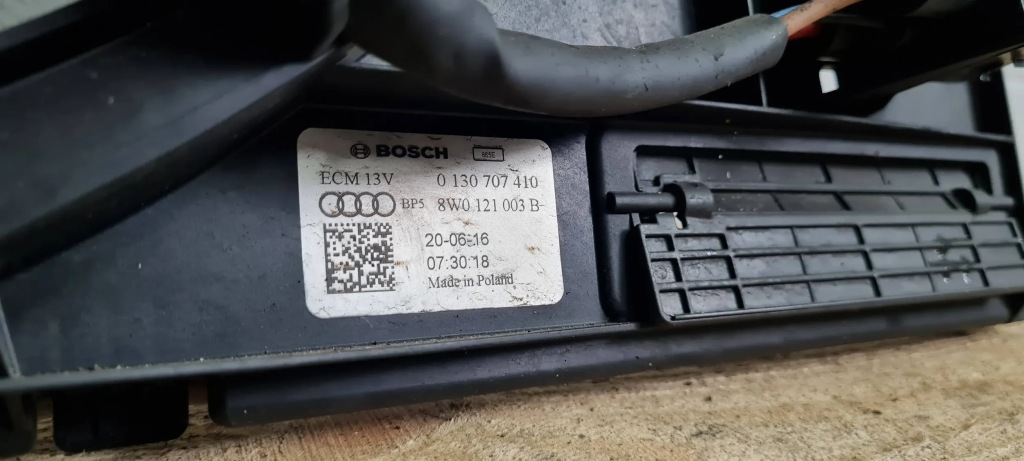 BOSCH
ECM 13V 0 130 707 410
BP5 8W0 121 003 B
20-06-16
07:30:18
Made in Poland